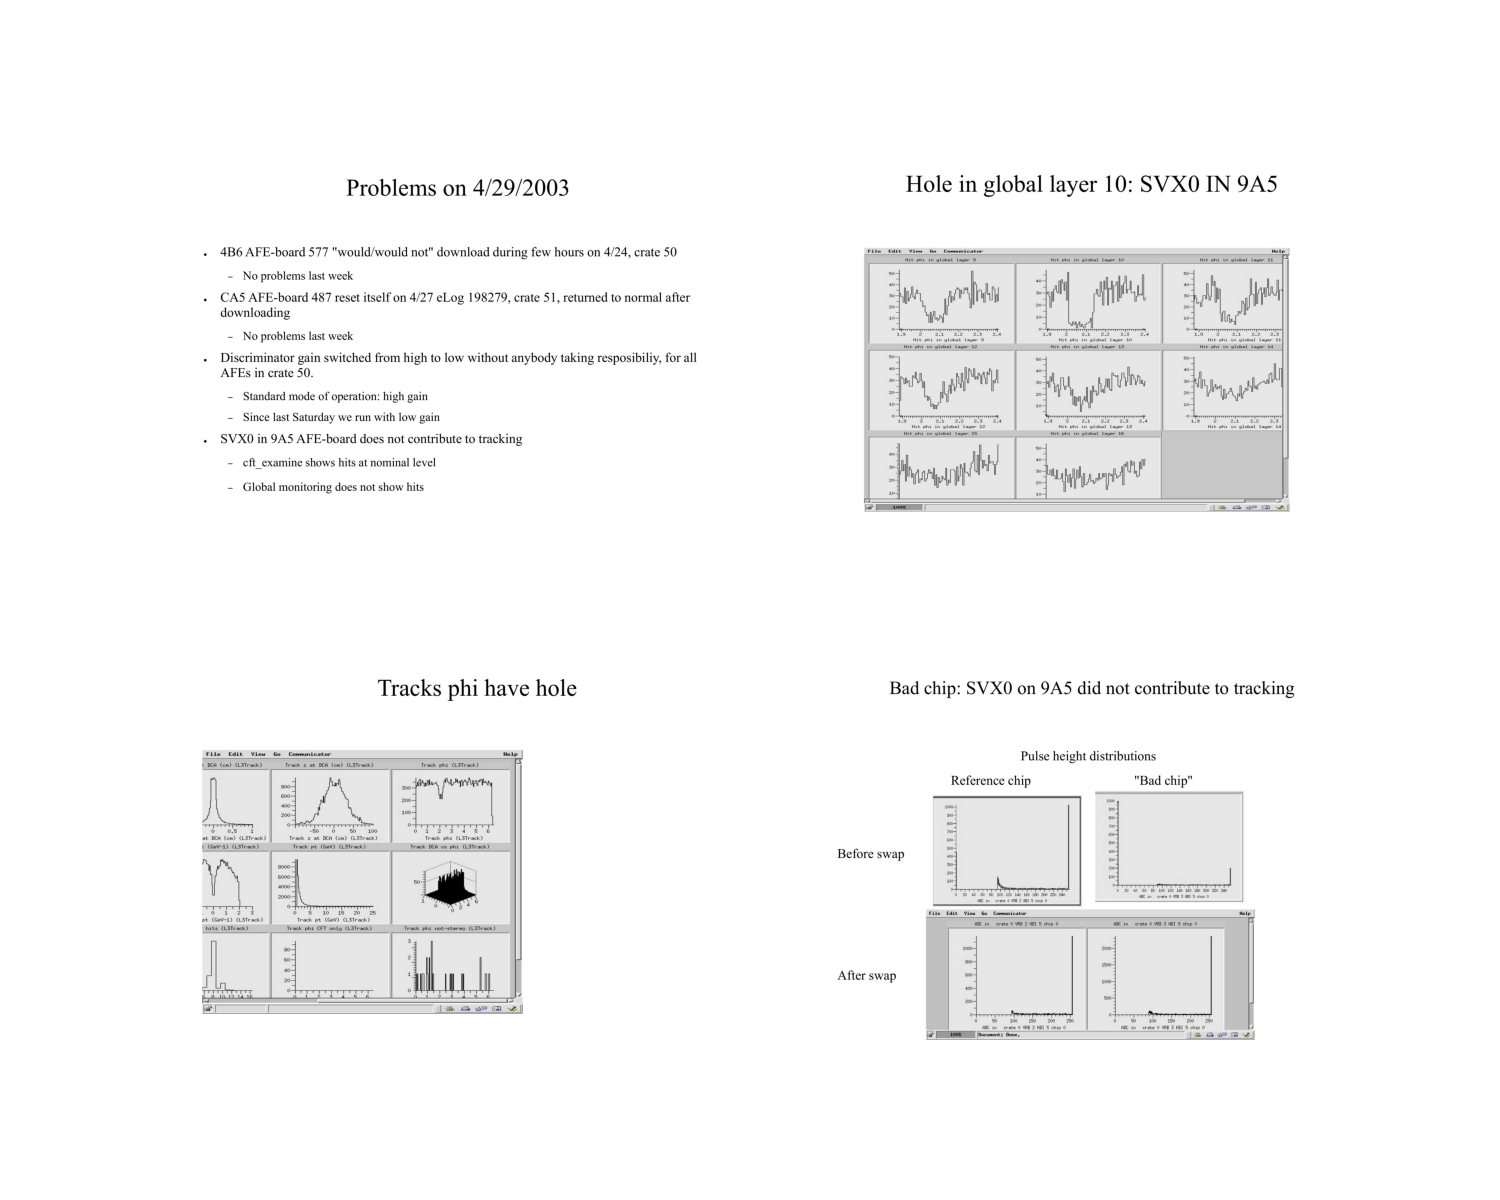 Problems on 4/29/2003
• 4B6 AFE-board 577 "would/would not" download during few hours on 4/24, crate 50
– No problems last week
• CA5 AFE-board 487 reset itself on 4/27 eLog 198279, crate 51, returned to normal after
downloading
– No problems last week
• Discriminator gain switched from high to low without anybody taking resposibiliy, for all
AFEs in crate 50.
– Standard mode of operation: high gain
– Since last Saturday we run with low gain
• SVX0 in 9A5 AFE-board does not contribute to tracking
– cft_examine shows hits at nominal level
– Global monitoring does not show hits
Hole in global layer 10: SVX0 IN 9A5
File Edit View Go Communicator Help
Hit phi in global layer 9 Hit phi in global layer 10 Hit phi in global layer 11
Hit phi in global layer 12 Hit phi in global layer 13 Hit phi in global layer 14
Hit phi in global layer 15 Hit phi in global layer 16
100%
Tracks phi have hole
File Edit View Go Communicator Help
DCA (cm) (L3Track) Track z at DCA (cm) (L3Track) Track phi (L3Track)
(GeV-1) (L3Track) Track pt (GeV) (L3Track) Track DCA vs phi (L3Track)
hits (L3Track) Track phi CFT only (L3Track) Track phi not-stereo (L3Track)
Bad chip: SVX0 on 9A5 did not contribute to tracking
Pulse height distributions
Reference chip "Bad chip"
Before swap
File Edit View Go Communicator Help
After swap
100% Document: Done.